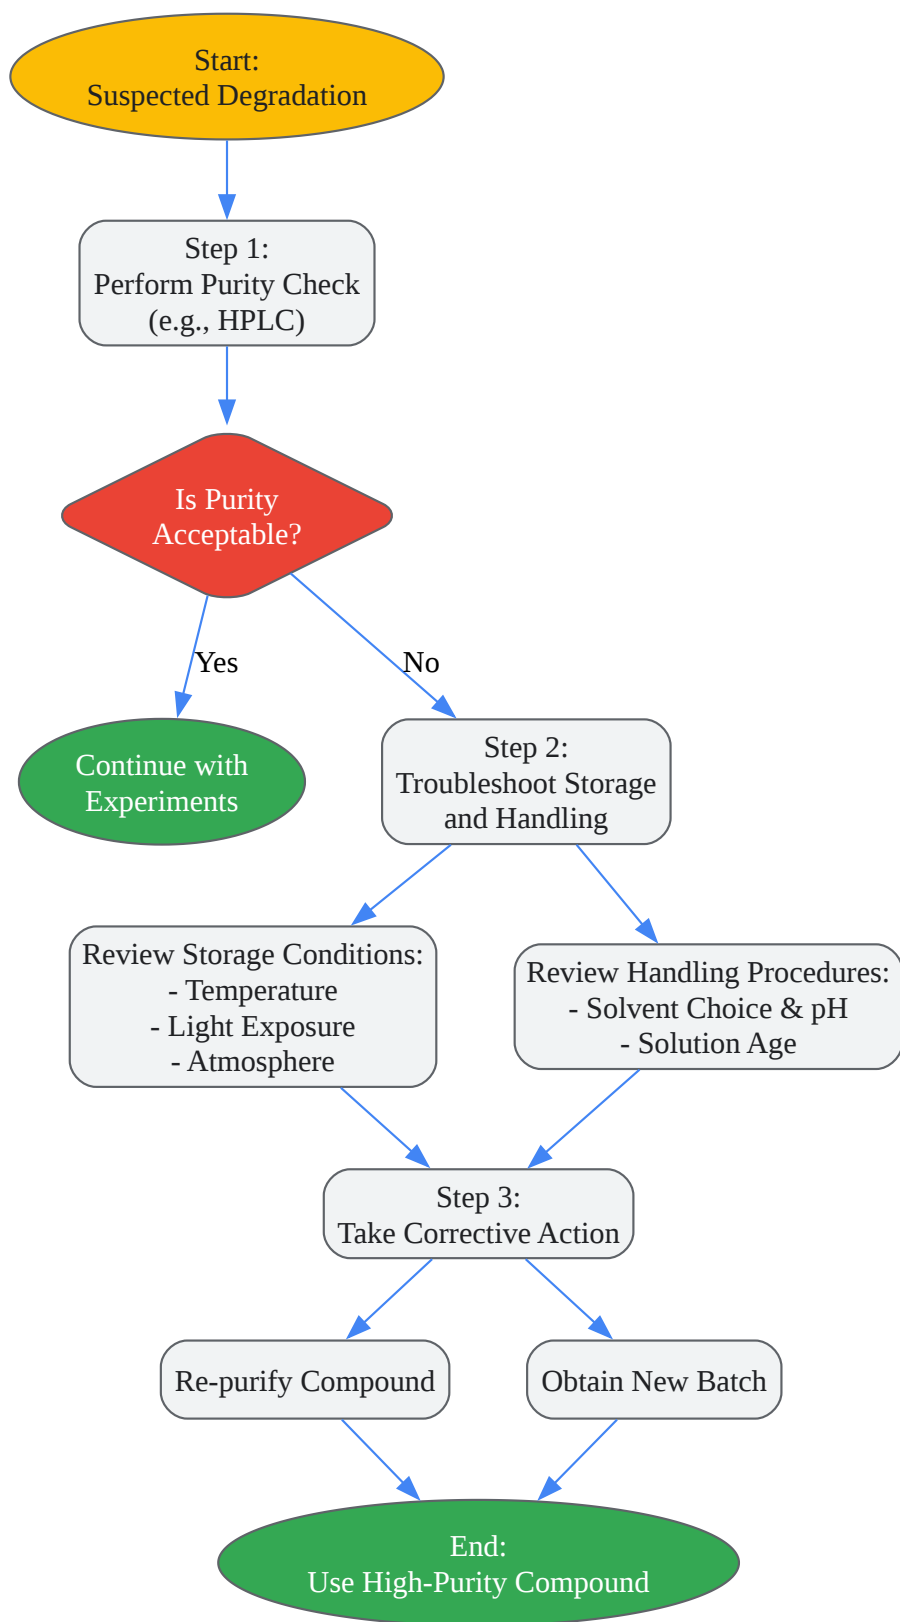 Start:
Suspected Degradation
Step 1:
Perform Purity Check
(e.g., HPLC)
Is Purity
Acceptable?
Yes
No
Continue with
Experiments
Step 2:
Troubleshoot Storage
and Handling
Review Storage Conditions:
- Temperature
- Light Exposure
- Atmosphere
Review Handling Procedures:
- Solvent Choice & pH
- Solution Age
Step 3:
Take Corrective Action
Re-purify Compound
Obtain New Batch
End:
Use High-Purity Compound